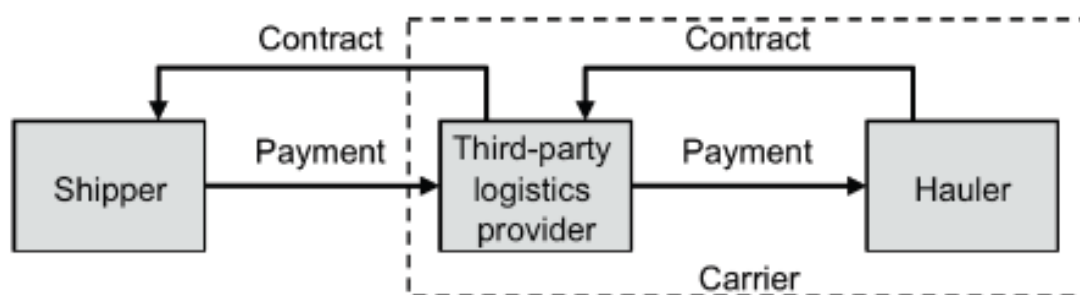 Contract
Contract
Payment
Payment
Shipper
Third-party
logistics
provider
Hauler
Carrier